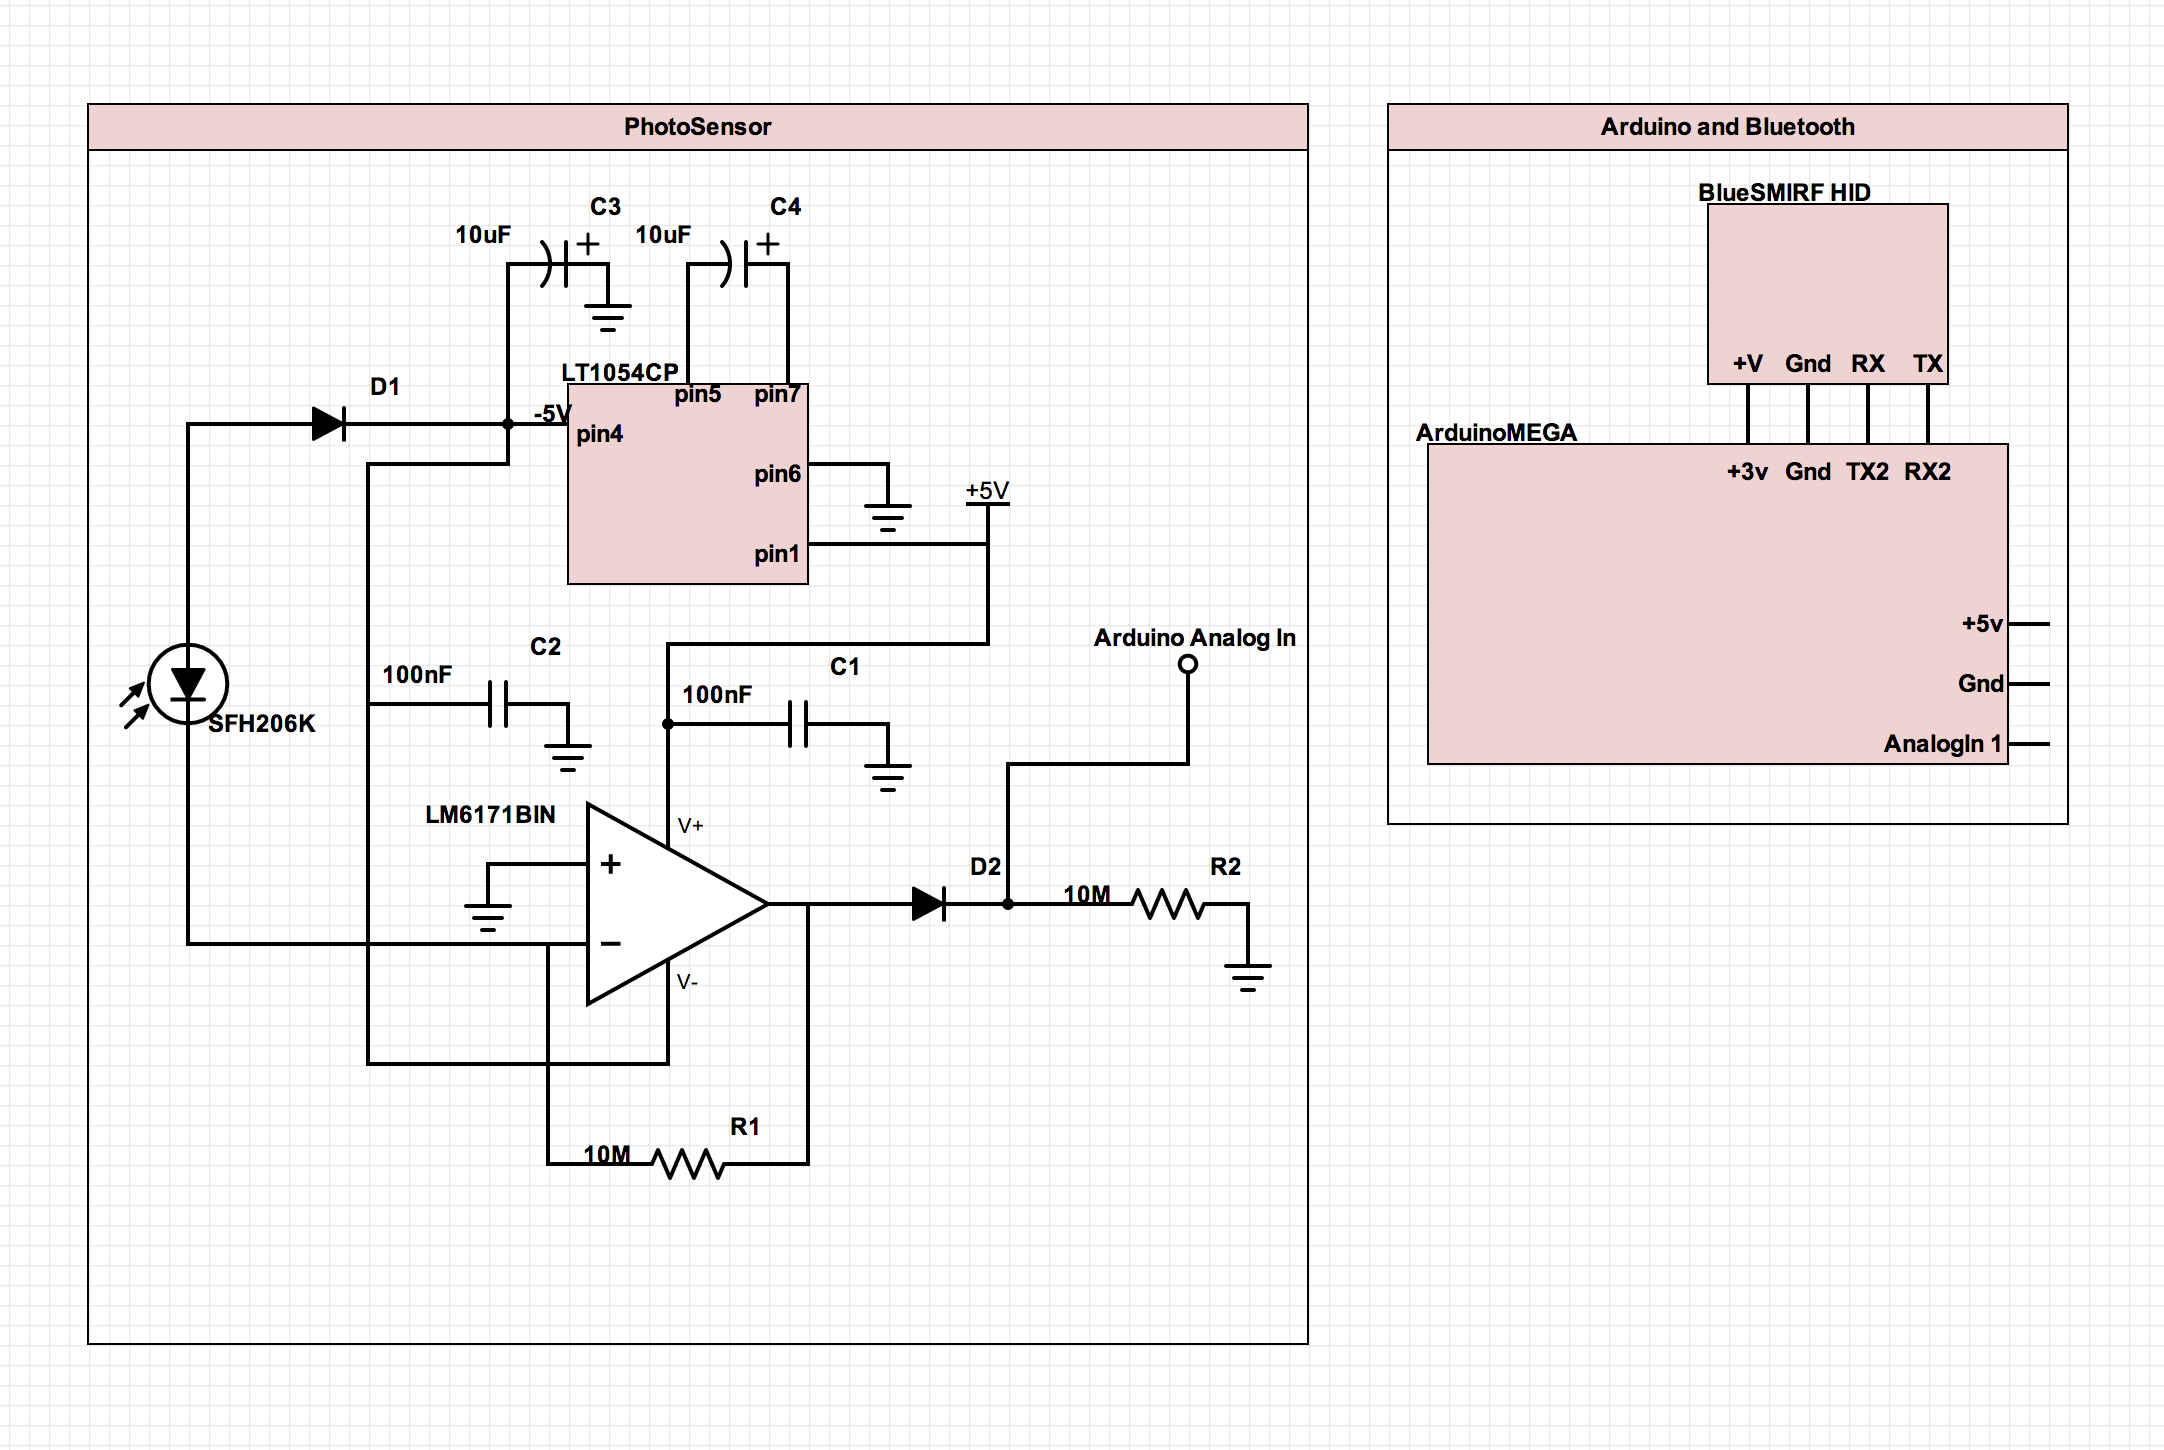 PhotoSensor
C3
C4
10uF
+
10uF
+
LT1054CP
D1
pin5
pin7
-5V
pin4
pin6
+5V
pin1
C2
100nF
SFH206K
C1
100nF
Arduino Analog In
LM6171BIN
V+
+
−
V-
D2
10M
R2
R1
10M
Arduino and Bluetooth
BlueSMIRF HID
+V Gnd RX TX
ArduinoMEGA
+3v Gnd TX2 RX2
+5v
Gnd
AnalogIn 1